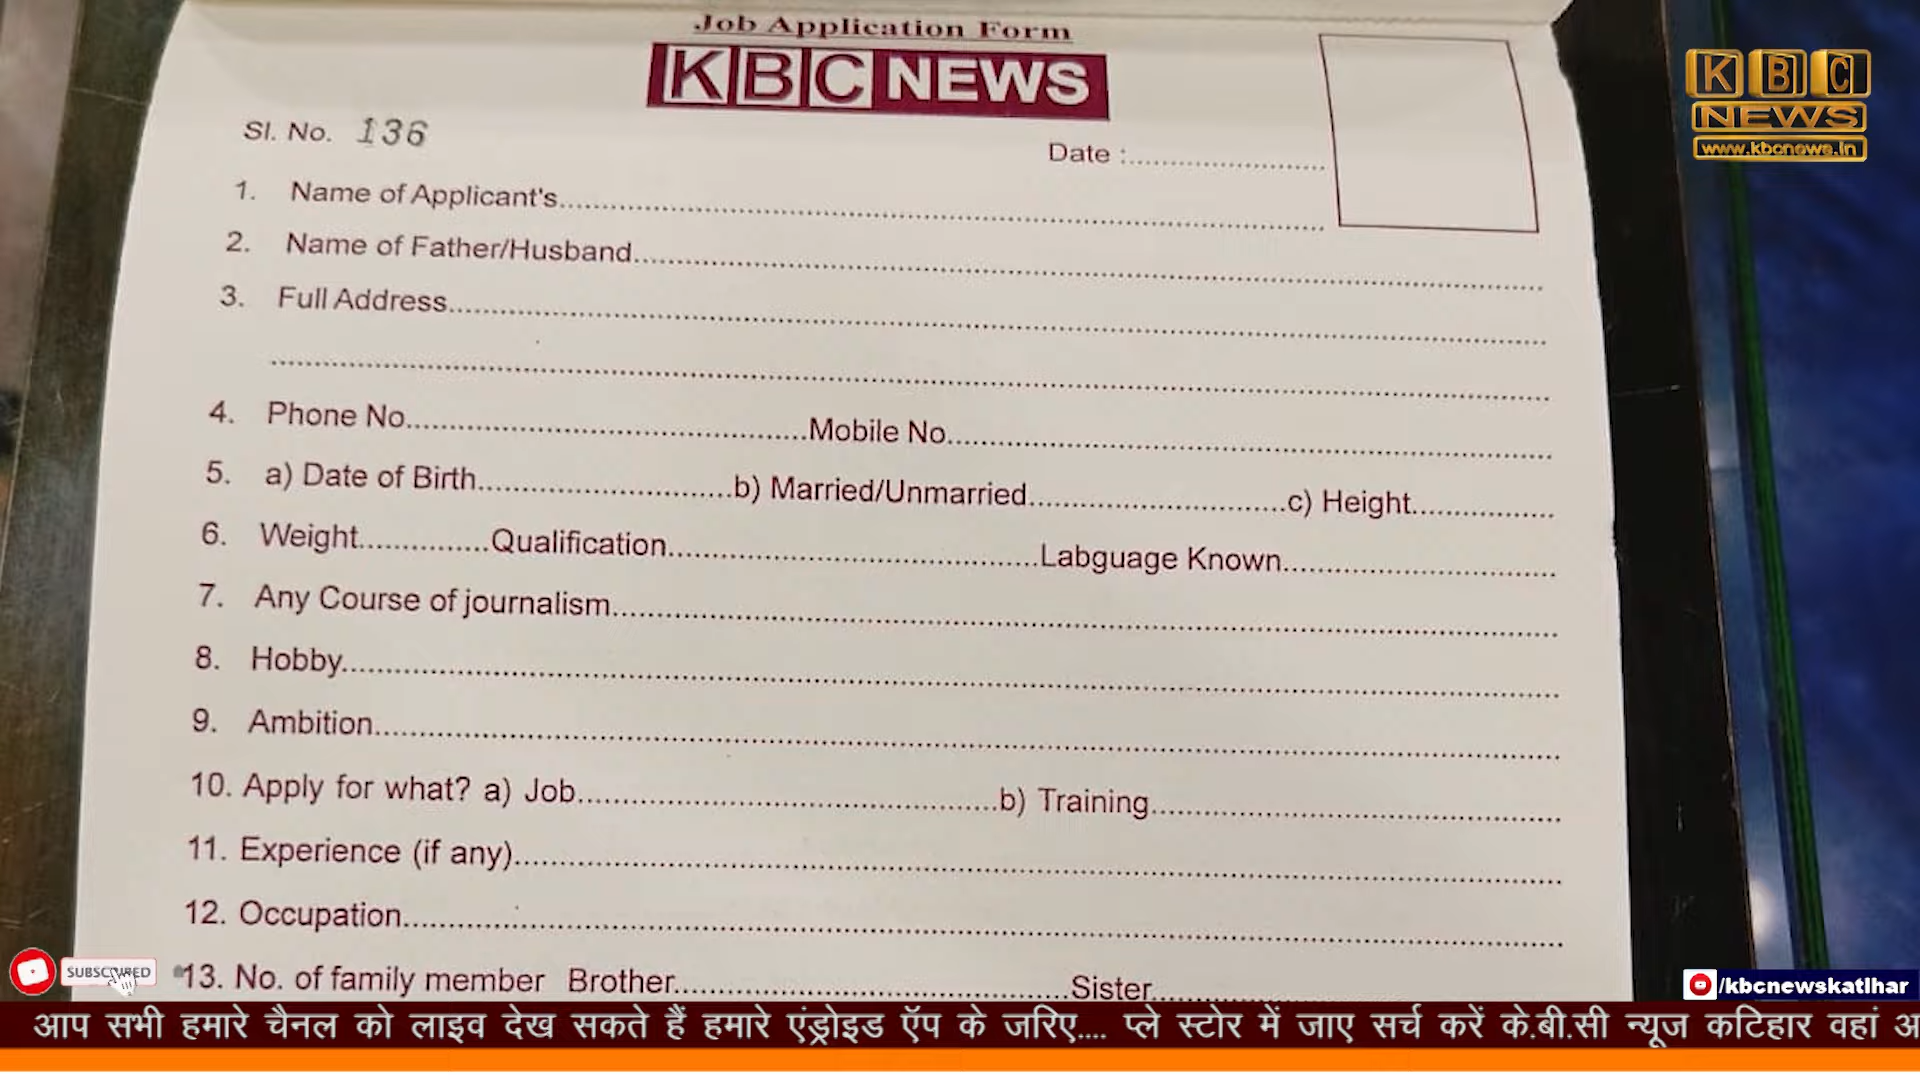 Job Application Form
KBC NEWS
KBC
NEWS
www.kbcnews.in
Sl. No. 136
Date :
1. Name of Applicant's
2. Name of Father/Husband
3. Full Address
4. Phone No. Mobile No.
5. a) Date of Birth b) Married/Unmarried c) Height
6. Weight Qualification Labguage Known
7. Any Course of journalism
8. Hobby
9. Ambition
10. Apply for what? a) Job b) Training
11. Experience (if any)
12. Occupation
13. No. of family member Brother Sister
SUBSCRIBED
/kbcnewskatihar
आप सभी हमारे चैनल को लाइव देख सकते हैं हमारे एंड्रोइड ऍप के जरिए.... प्ले स्टोर में जाए सर्च करें के.बी.सी न्यूज कटिहार वहां